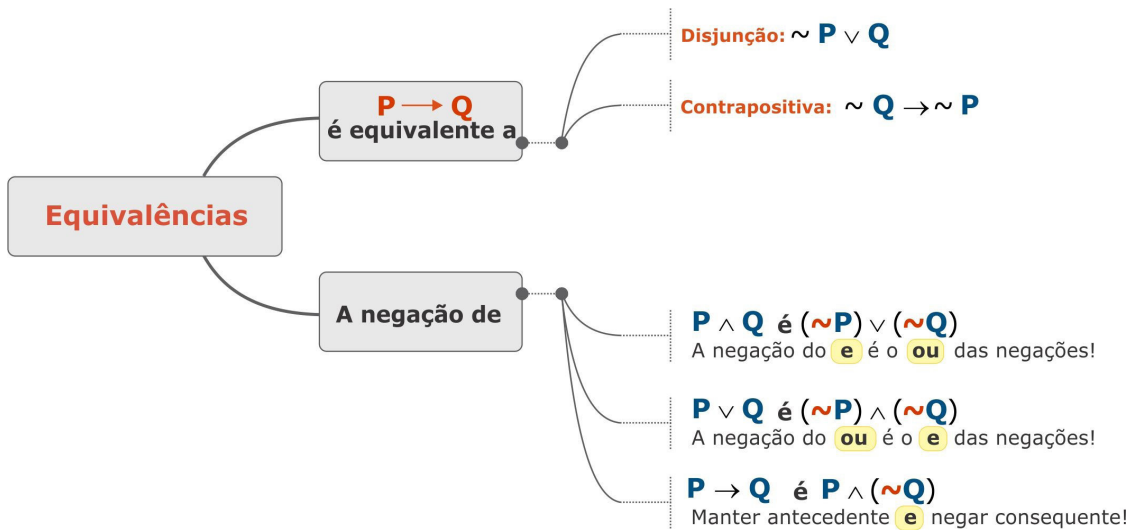 Equivalências
P → Q
é equivalente a
Disjunção: ~ P ∨ Q
Contrapositiva: ~ Q → ~ P
A negação de
P ∧ Q é (~P) ∨ (~Q)
A negação do e é o ou das negações!
P ∨ Q é (~P) ∧ (~Q)
A negação do ou é o e das negações!
P → Q é P ∧ (~Q)
Manter antecedente e negar consequente!